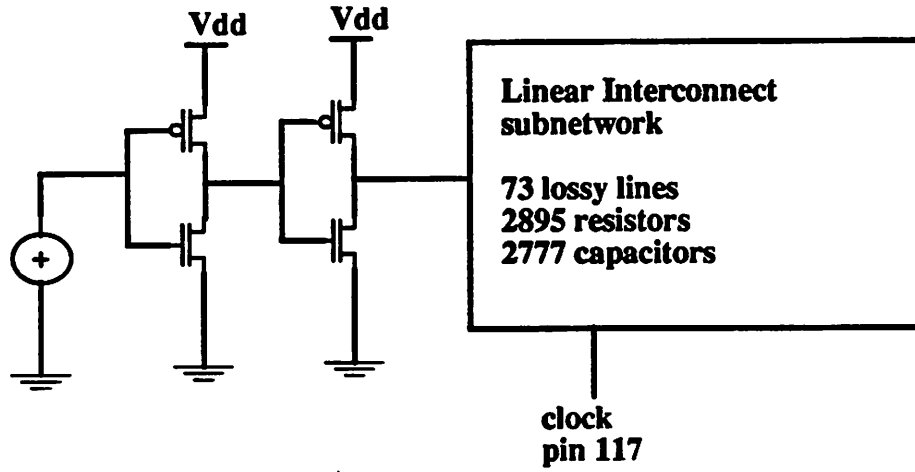 Vdd
Vdd
Linear Interconnect
subnetwork
73 lossy lines
2895 resistors
2777 capacitors
+
clock
pin 117